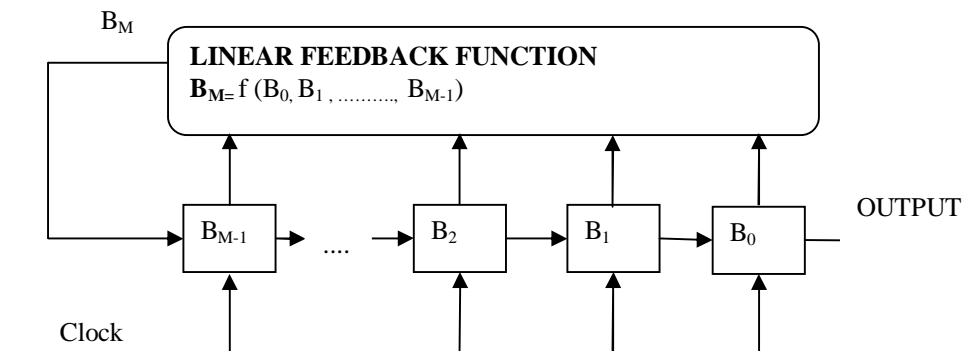 B_M
LINEAR FEEDBACK FUNCTION
B_M= f (B_0, B_1 , ………., B_M-1)
B_M-1
....
B_2
B_1
B_0
OUTPUT
Clock